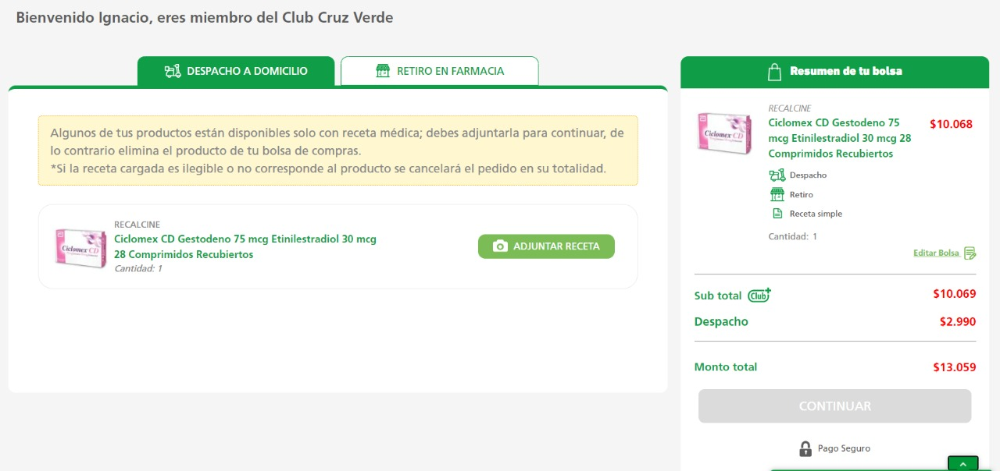 Bienvenido Ignacio, eres miembro del Club Cruz Verde
DESPACHO A DOMICILIO
RETIRO EN FARMACIA
Algunos de tus productos están disponibles solo con receta médica; debes adjuntarla para continuar, de
lo contrario elimina el producto de tu bolsa de compras.
*Si la receta cargada es ilegible o no corresponde al producto se cancelará el pedido en su totalidad.
Ciclomex CD
RECALCINE
Ciclomex CD Gestodeno 75 mcg Etinilestradiol 30 mcg
28 Comprimidos Recubiertos
Cantidad: 1
ADJUNTAR RECETA
Resumen de tu bolsa
Ciclomex CD
RECALCINE
Ciclomex CD Gestodeno 75
mcg Etinilestradiol 30 mcg 28
Comprimidos Recubiertos
$10.068
Despacho
Retiro
Receta simple
Cantidad: 1
Editar Bolsa
Sub total Club+ $10.069
Despacho $2.990
Monto total $13.059
CONTINUAR
Pago Seguro